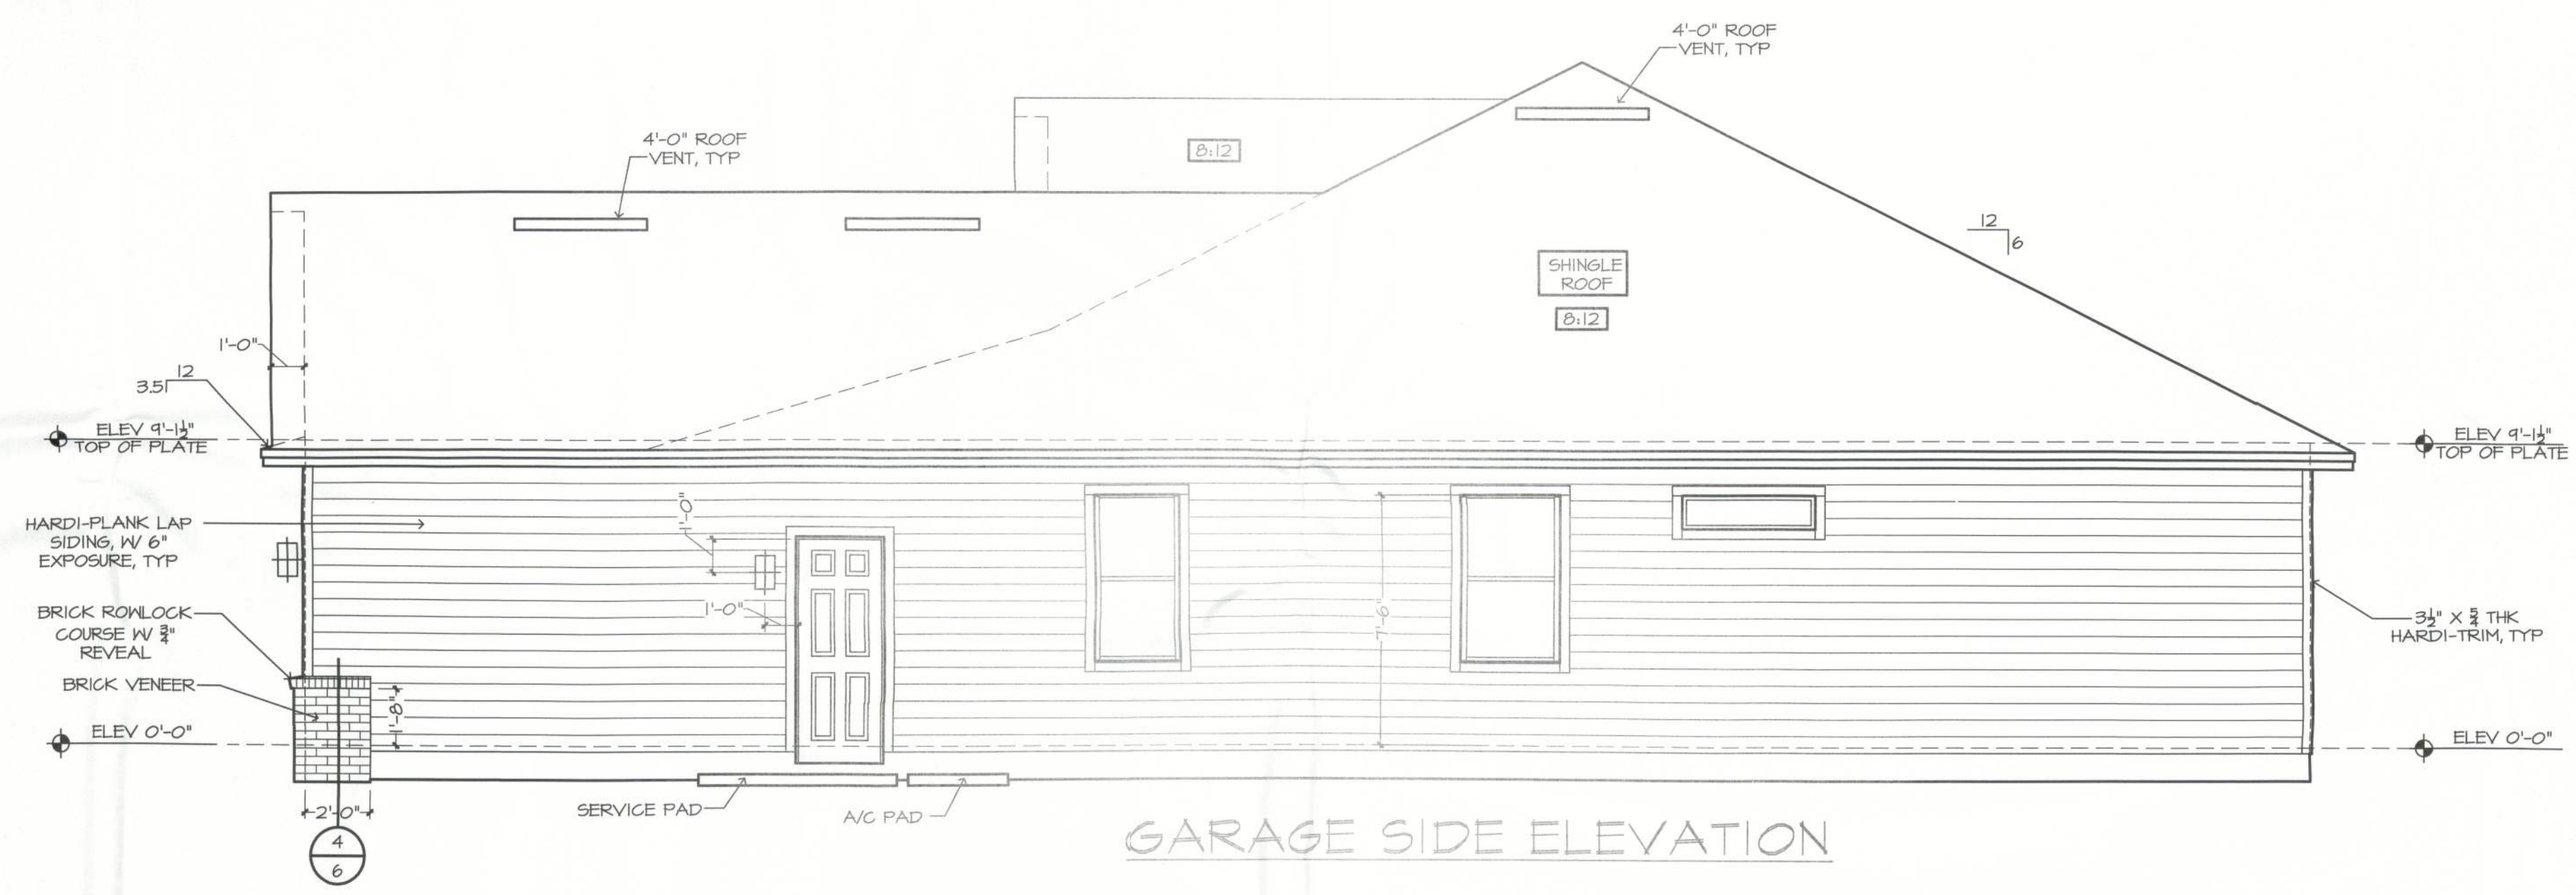 4'-0" ROOF
VENT, TYP
4'-0" ROOF
VENT, TYP
8:12
12
6
SHINGLE
ROOF
8:12
1'-0"
12
3.5
ELEV 9'-1½"
TOP OF PLATE
ELEV 9'-1½"
TOP OF PLATE
HARDI-PLANK LAP
SIDING, W/ 6"
EXPOSURE, TYP
1'-0"
1'-0"
7'-6"
BRICK ROWLOCK
COURSE W/ ¾"
REVEAL
3½" X 5/4 THK
HARDI-TRIM, TYP
BRICK VENEER
1'-8"
ELEV 0'-0"
ELEV 0'-0"
2'-0"
SERVICE PAD
A/C PAD
4
6
GARAGE SIDE ELEVATION